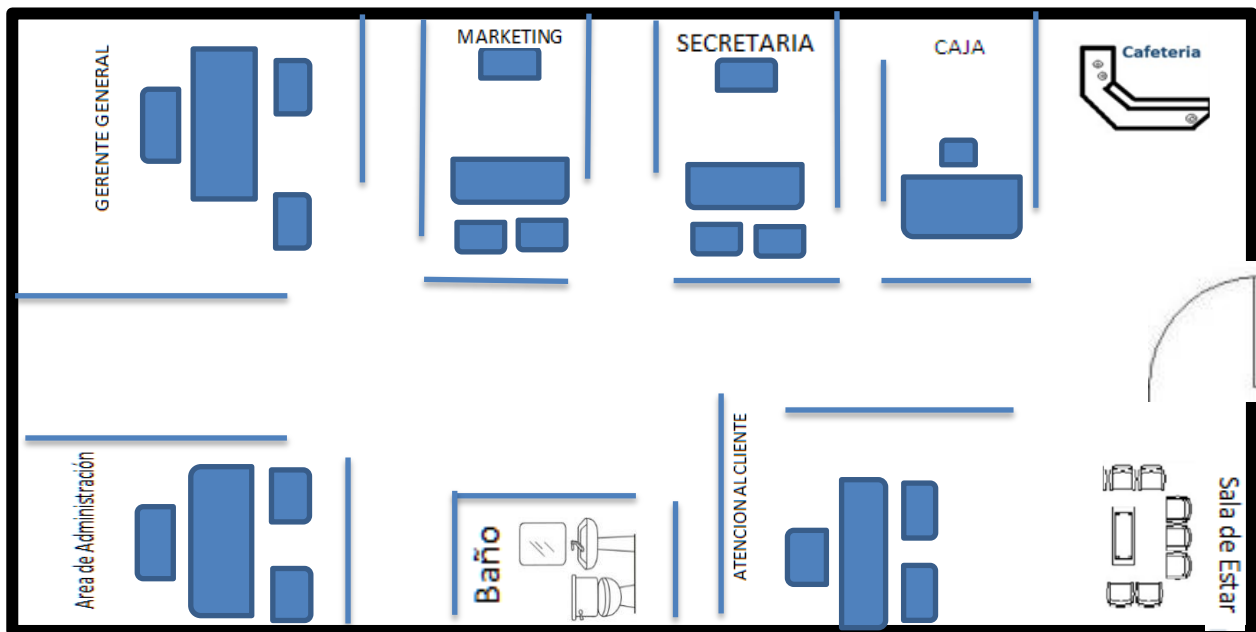 GERENTE GENERAL
MARKETING
SECRETARIA
CAJA
Cafeteria
Area de Administración
Baño
ATENCION AL CLIENTE
Sala de Estar